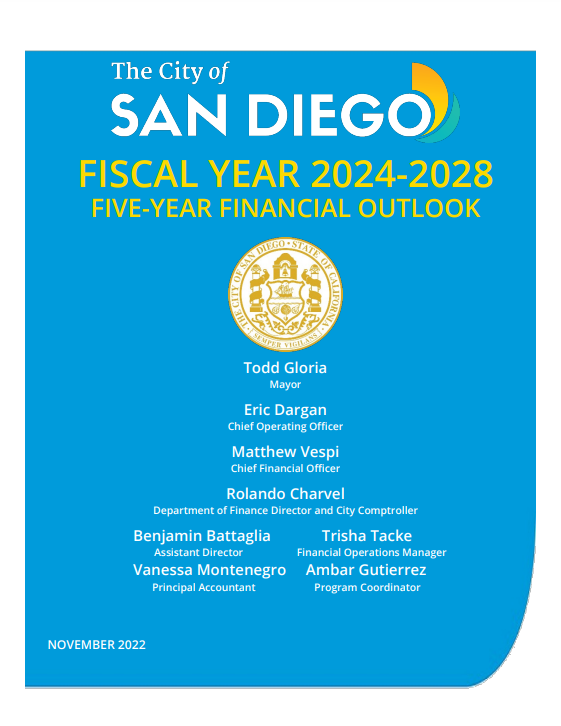 The City of
SAN DIEGO
FISCAL YEAR 2024-2028
FIVE-YEAR FINANCIAL OUTLOOK
THE CITY OF SAN DIEGO • STATE OF CALIFORNIA
SEMPER VIGILANS
Todd Gloria
Mayor
Eric Dargan
Chief Operating Officer
Matthew Vespi
Chief Financial Officer
Rolando Charvel
Department of Finance Director and City Comptroller
Benjamin Battaglia Trisha Tacke
Assistant Director Financial Operations Manager
Vanessa Montenegro Ambar Gutierrez
Principal Accountant Program Coordinator
NOVEMBER 2022